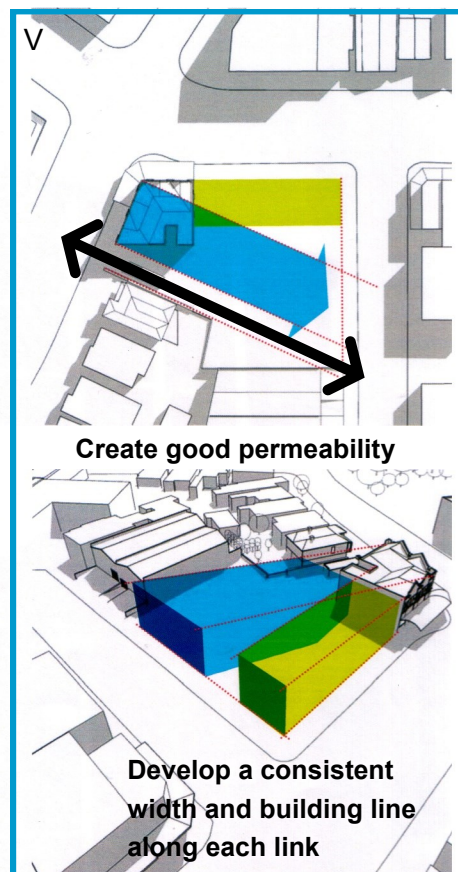 V
Create good permeability
Develop a consistent
width and building line
along each link